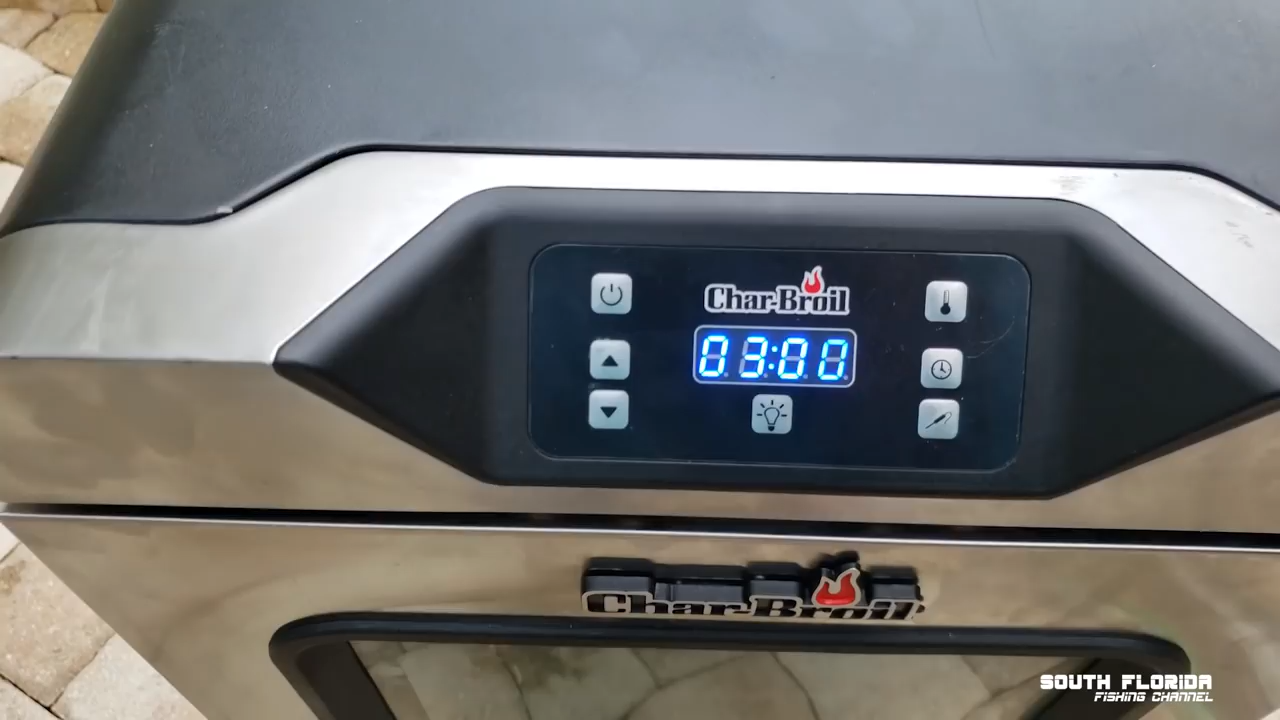 Char-Broil
03:00
Char-Broil
SOUTH FLORIDA
FISHING CHANNEL